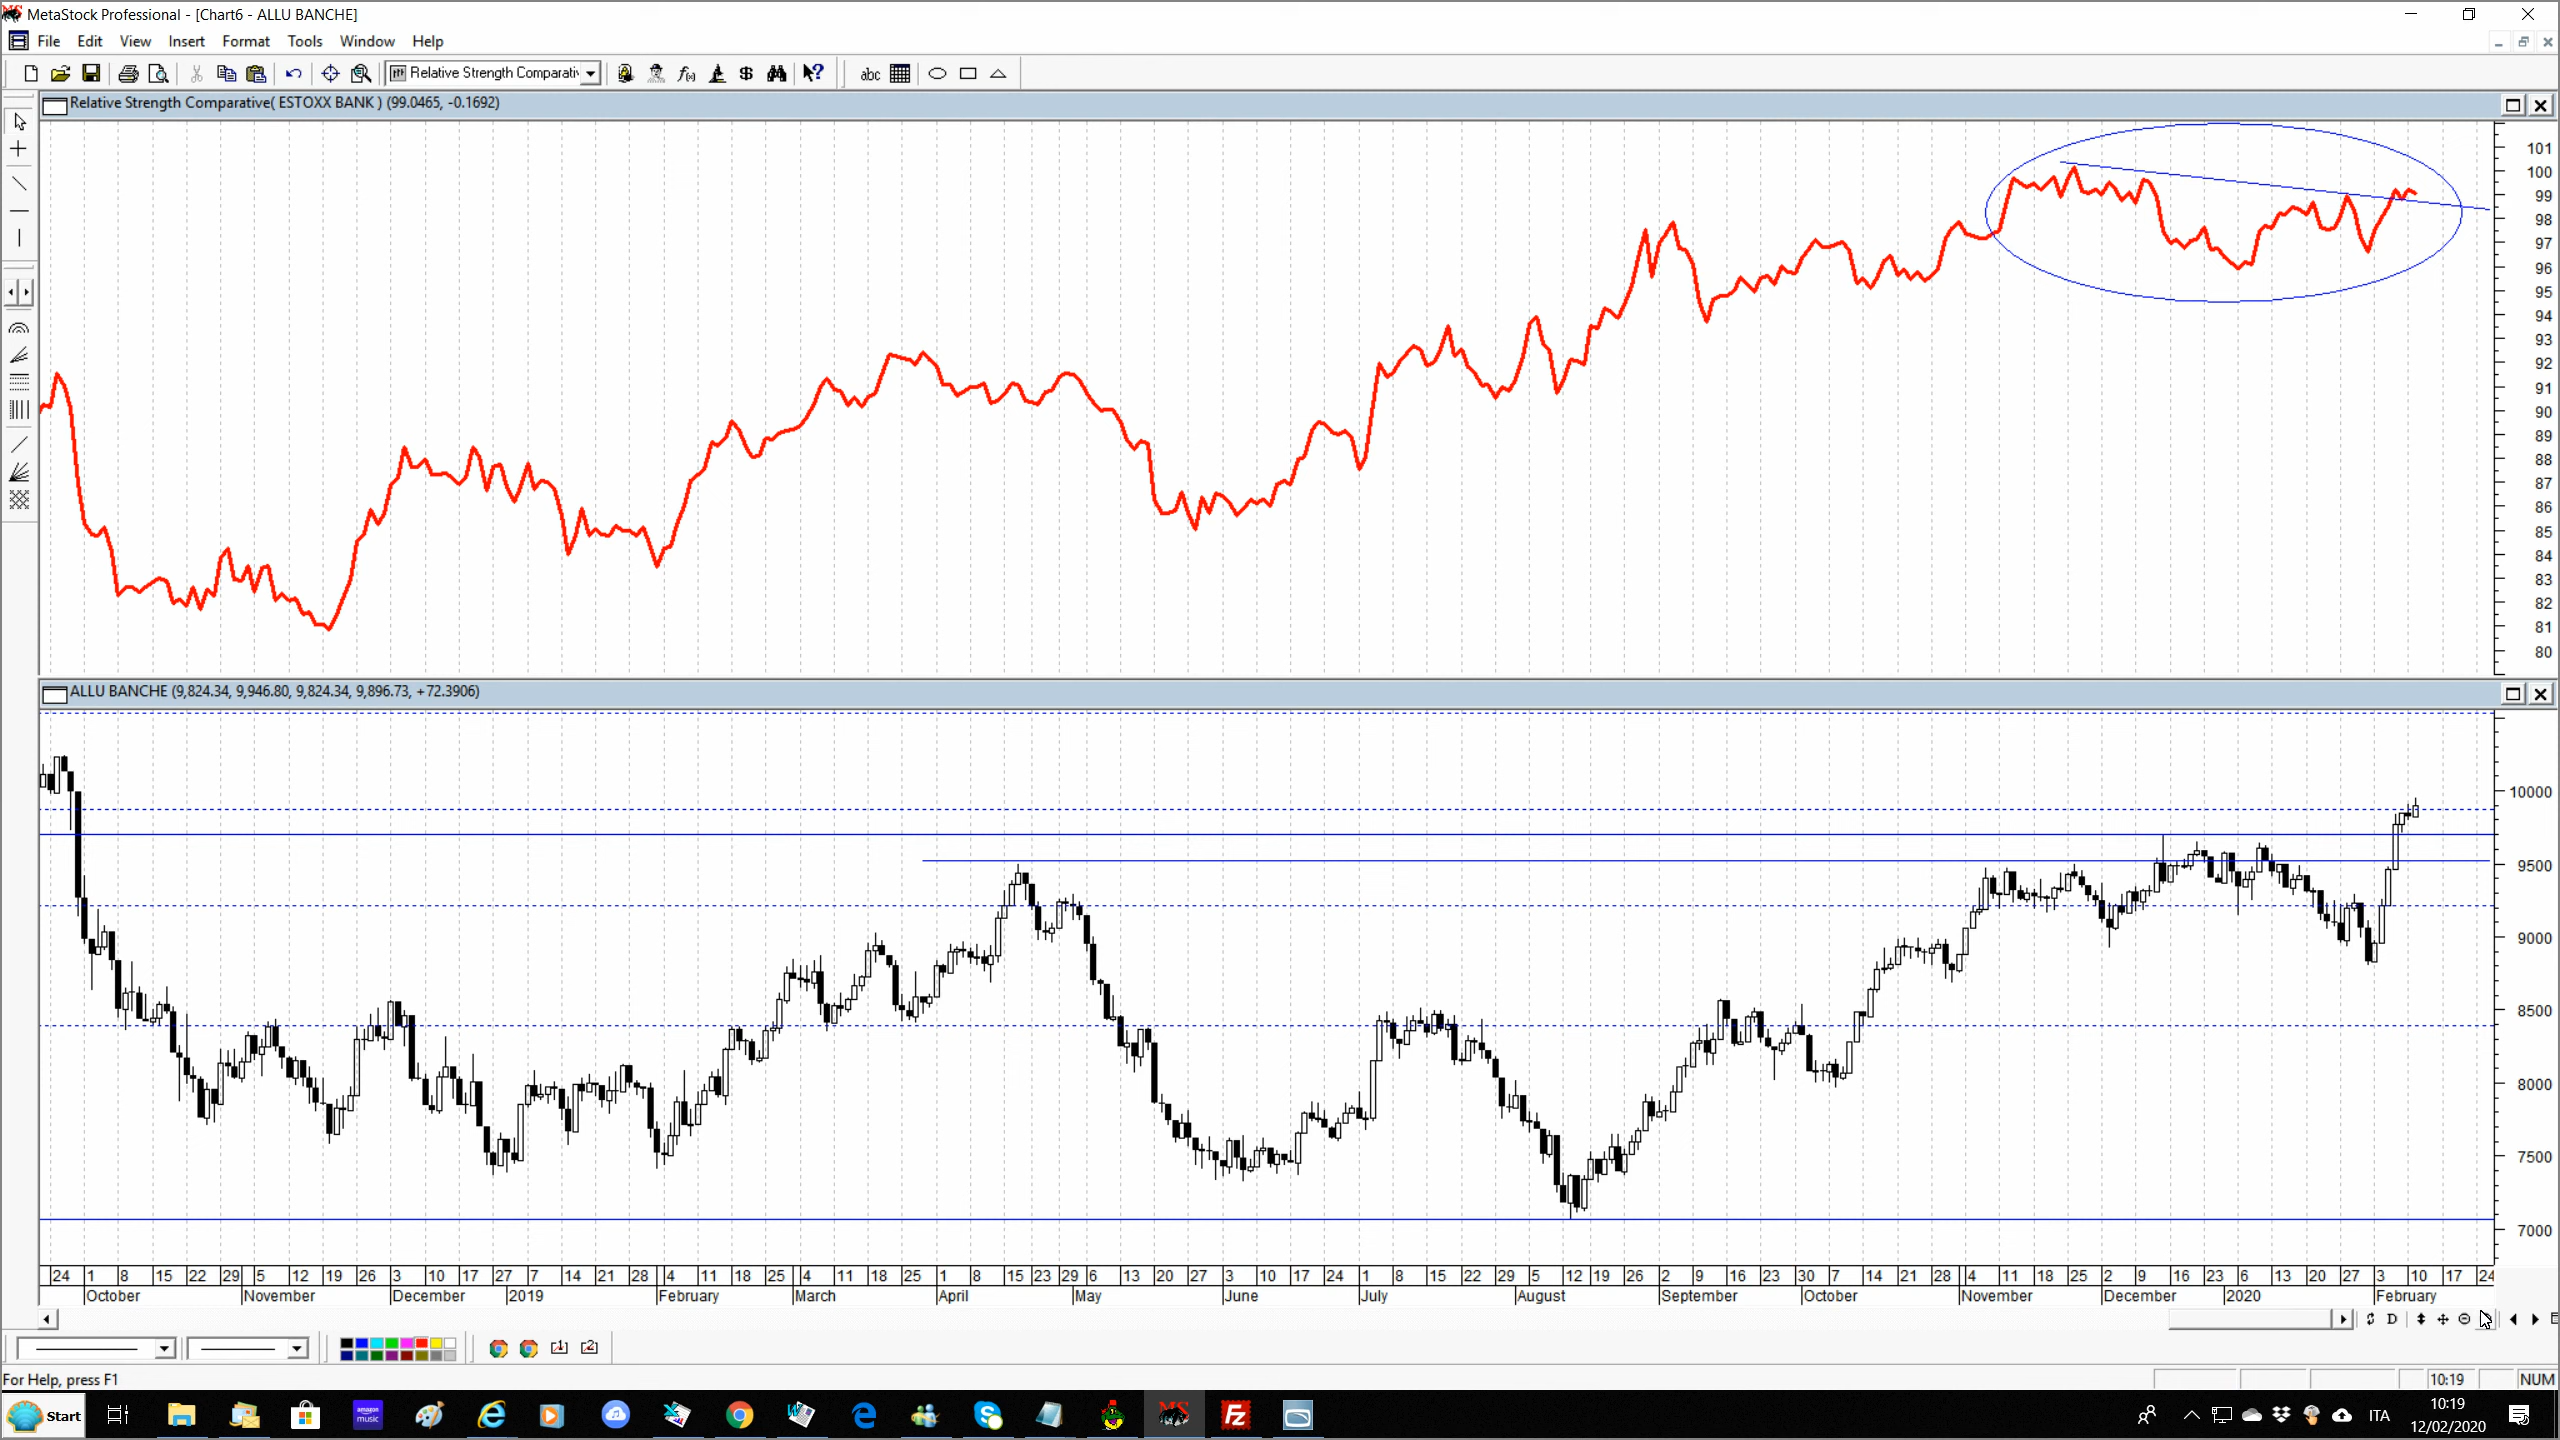 MetaStock Professional - [Chart6 - ALLU BANCHE]
File Edit View Insert Format Tools Window Help
Relative Strength Comparati
abc
Relative Strength Comparative( ESTOXX BANK ) (99.0465, -0.1692)
101
100
99
98
97
96
95
94
93
92
91
90
89
88
87
86
85
84
83
82
81
80
ALLU BANCHE (9,824.34, 9,946.80, 9,824.34, 9,896.73, +72.3906)
10000
9500
9000
8500
8000
7500
7000
24 1 8 15 22 29 5 12 19 26 3 10 17 27 7 14 21 28 4 11 18 25 4 11 18 25 1 8 15 23 29 6 13 20 27 3 10 17 24 1 8 15 22 29 5 12 19 26 2 9 16 23 30 7 14 21 28 4 11 18 25 2 9 16 23 6 13 20 27 3 10 17 24
October November December 2019 February March April May June July August September October November December 2020 February
D
For Help, press F1
10:19 NUM
Start
amazon music
MS
Fz
ITA
10:19
12/02/2020